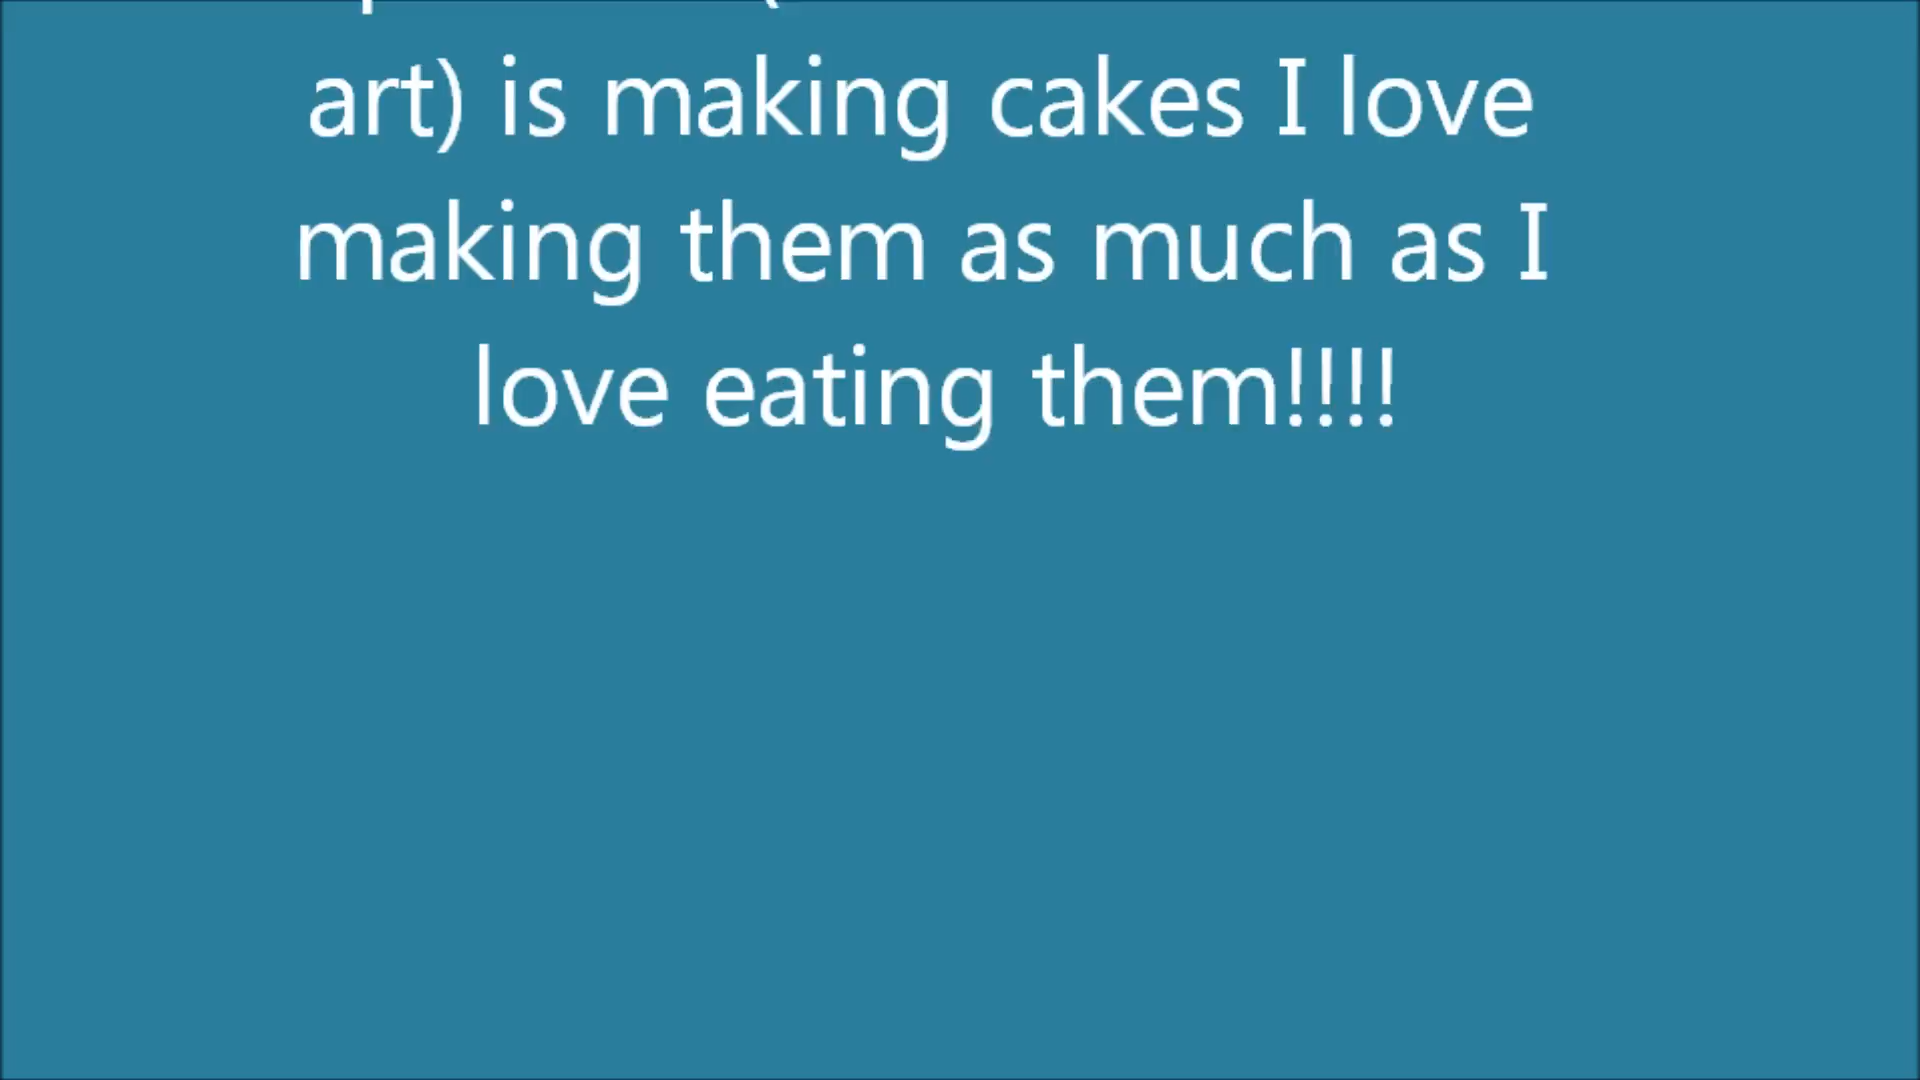 art) is making cakes I love
making them as much as I
love eating them!!!!